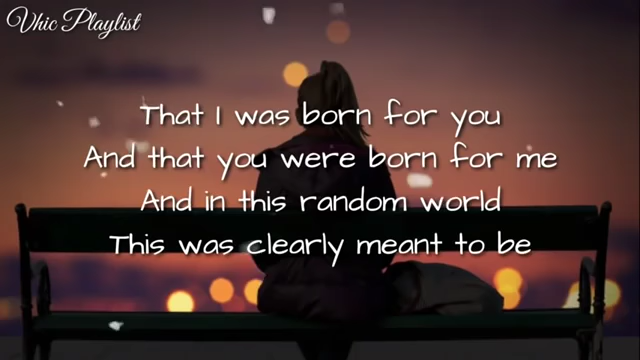 Vhic Playlist
That I was born for you
And that you were born for me
And in this random world
This was clearly meant to be